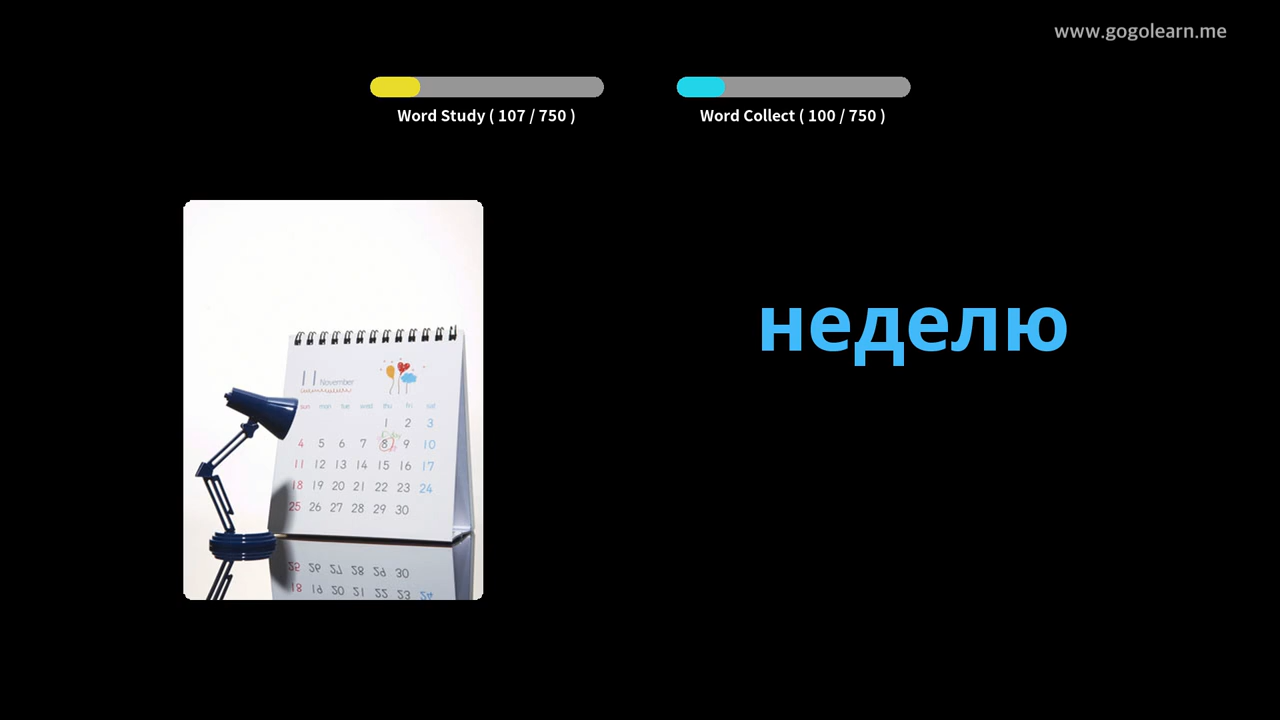 www.gogolearn.me
Word Study ( 107 / 750 )
Word Collect ( 100 / 750 )
неделю
11 November
sun mon tue wed thu fri sat
1 2 3
4 5 6 7 8 9 10
11 12 13 14 15 16 17
18 19 20 21 22 23 24
25 26 27 28 29 30